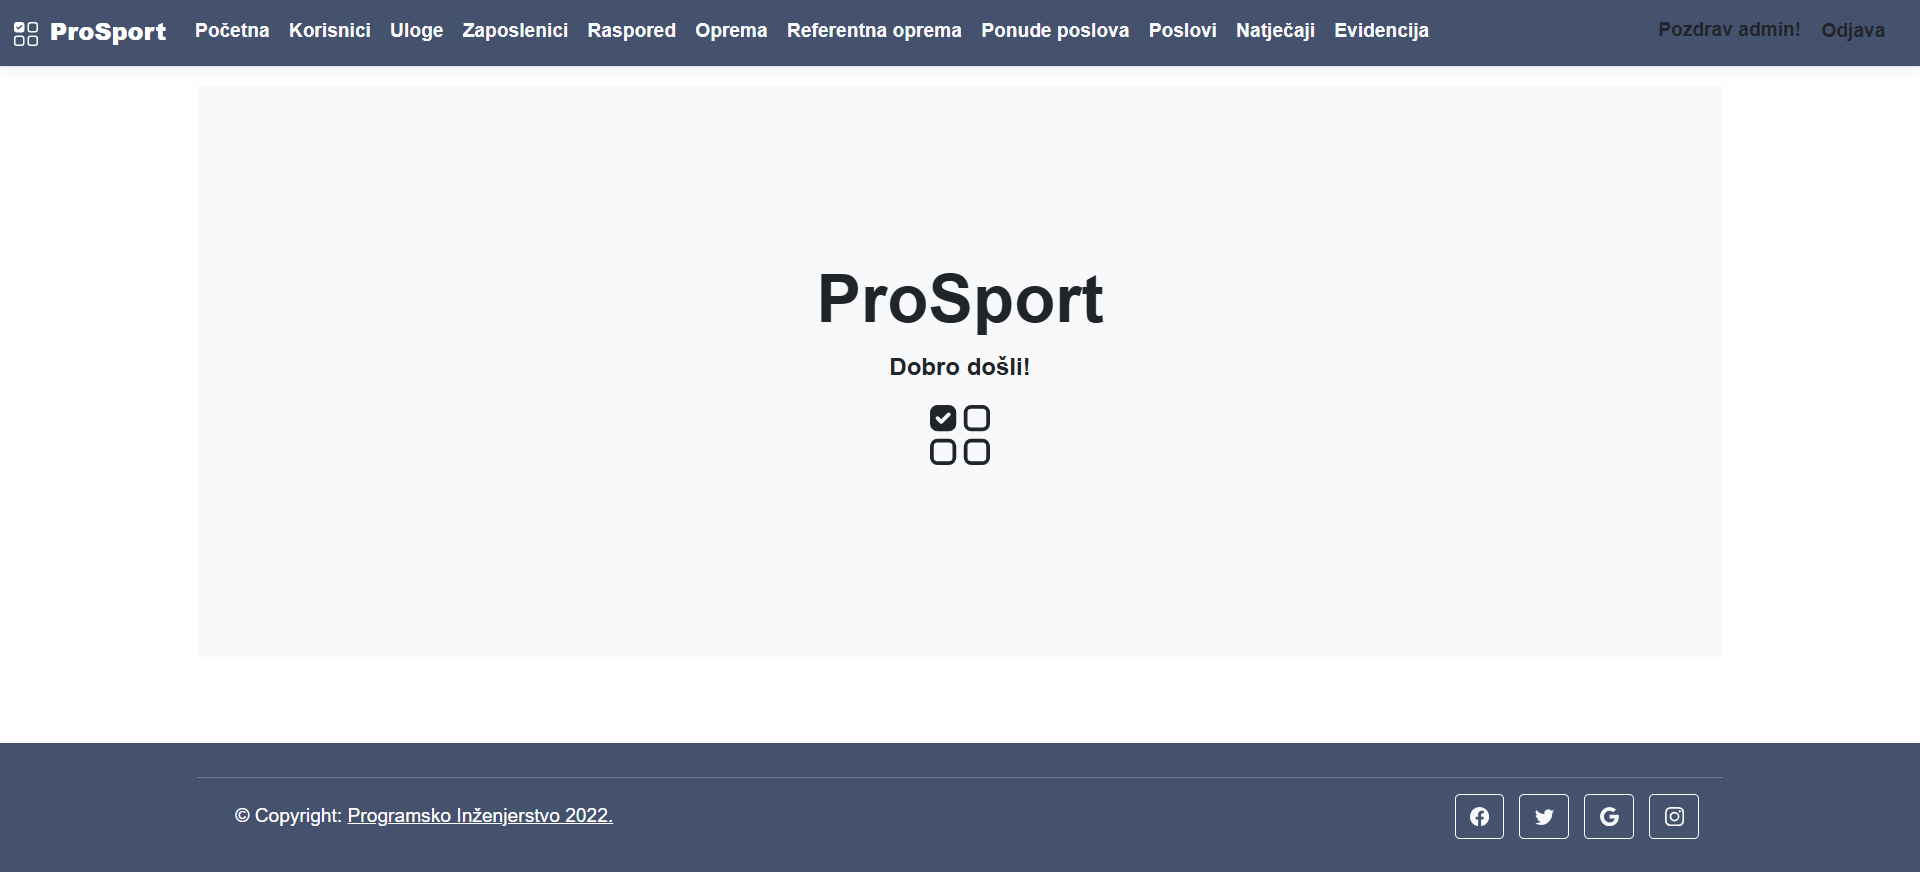 ProSport Početna Korisnici Uloge Zaposlenici Raspored Oprema Referentna oprema Ponude poslova Poslovi Natječaji Evidencija Pozdrav admin! Odjava
ProSport
Dobro došli!
© Copyright: Programsko Inženjerstvo 2022.